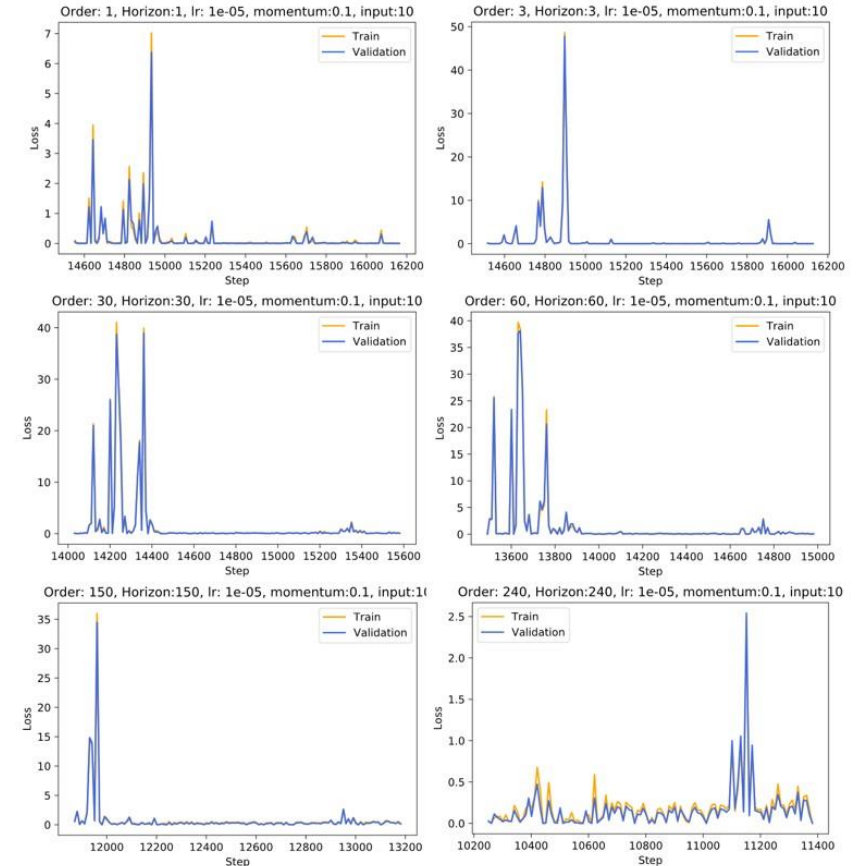 Order: 1, Horizon:1, lr: 1e-05, momentum:0.1, input:10
7
6
5
4
3
2
1
0
Loss
Train
Validation
14600 14800 15000 15200 15400 15600 15800 16000 16200
Step
Order: 3, Horizon:3, lr: 1e-05, momentum:0.1, input:10
50
40
30
20
10
0
Loss
Train
Validation
14600 14800 15000 15200 15400 15600 15800 16000 16200
Step
Order: 30, Horizon:30, lr: 1e-05, momentum:0.1, input:10
40
30
20
10
0
Loss
Train
Validation
14000 14200 14400 14600 14800 15000 15200 15400 15600
Step
Order: 60, Horizon:60, lr: 1e-05, momentum:0.1, input:10
40
35
30
25
20
15
10
5
0
Loss
Train
Validation
13600 13800 14000 14200 14400 14600 14800 15000
Step
Order: 150, Horizon:150, lr: 1e-05, momentum:0.1, input:10
35
30
25
20
15
10
5
0
Loss
Train
Validation
12000 12200 12400 12600 12800 13000 13200
Step
Order: 240, Horizon:240, lr: 1e-05, momentum:0.1, input:10
2.5
2.0
1.5
1.0
0.5
0.0
Loss
Train
Validation
10200 10400 10600 10800 11000 11200 11400
Step